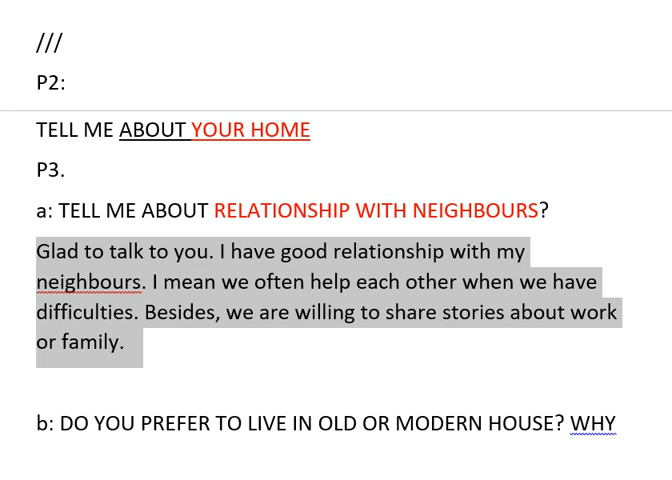 ///
P2:
TELL ME ABOUT YOUR HOME
P3.
a: TELL ME ABOUT RELATIONSHIP WITH NEIGHBOURS?
Glad to talk to you. I have good relationship with my
neighbours. I mean we often help each other when we have
difficulties. Besides, we are willing to share stories about work
or family.
b: DO YOU PREFER TO LIVE IN OLD OR MODERN HOUSE? WHY